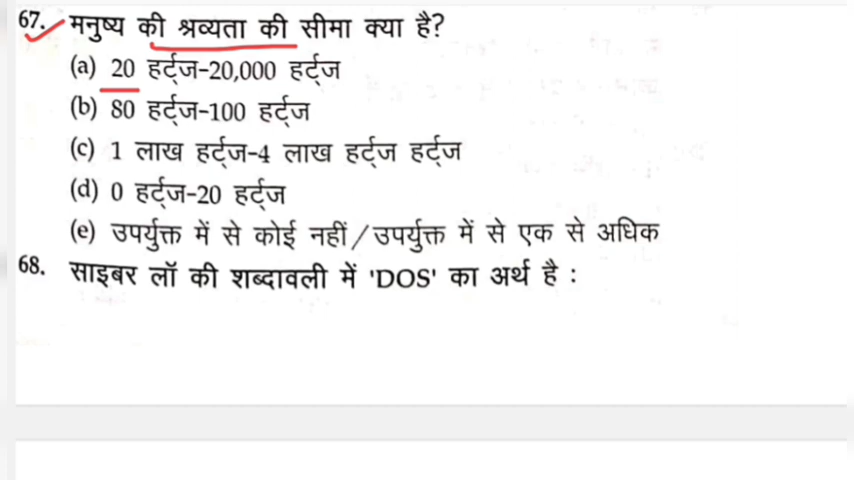 67. मनुष्य की श्रव्यता की सीमा क्या है?
(a) 20 हर्ट्ज-20,000 हर्ट्ज
(b) 80 हर्ट्ज-100 हर्ट्ज
(c) 1 लाख हर्ट्ज-4 लाख हर्ट्ज हर्ट्ज
(d) 0 हर्ट्ज-20 हर्ट्ज
(e) उपर्युक्त में से कोई नहीं/उपर्युक्त में से एक से अधिक
68. साइबर लॉ की शब्दावली में 'DOS' का अर्थ है :